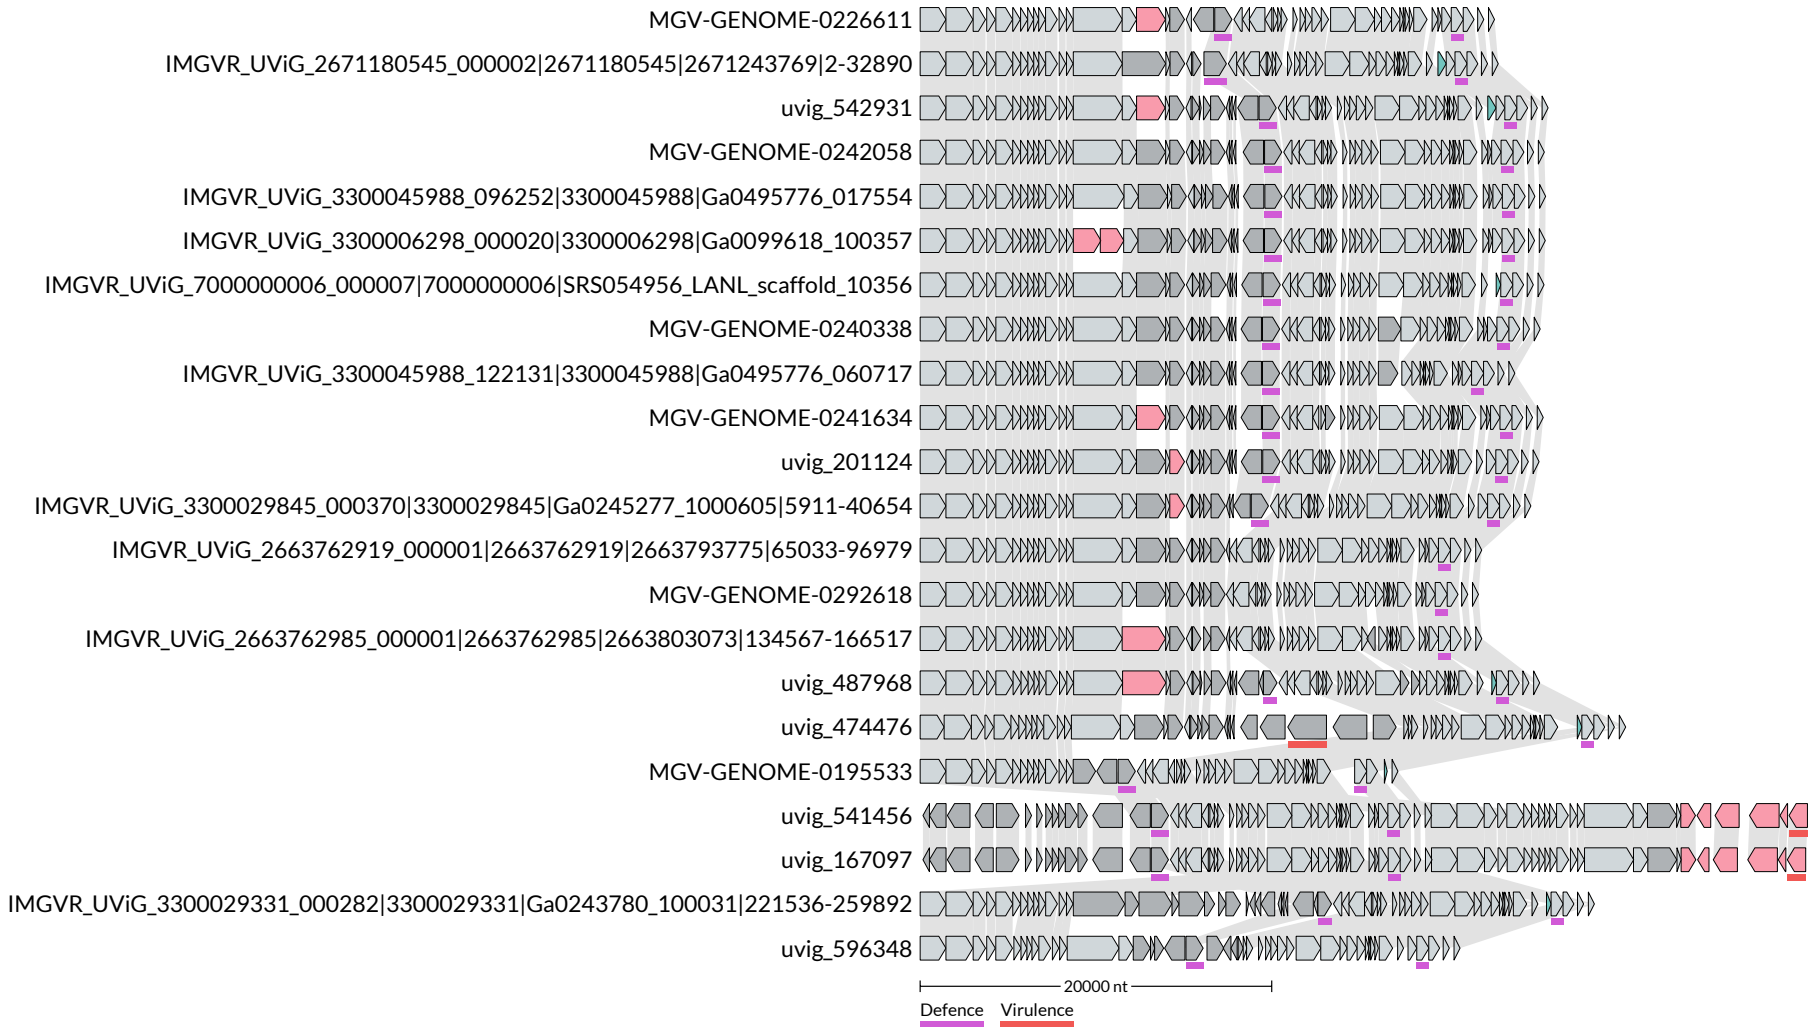 MGV-GENOME-0226611
IMGVR_UViG_2671180545_000002|2671180545|2671243769|2-32890
uvig_542931
MGV-GENOME-0242058
IMGVR_UViG_3300045988_096252|3300045988|Ga0495776_017554
IMGVR_UViG_3300006298_000020|3300006298|Ga0099618_100357
IMGVR_UViG_7000000006_000007|7000000006|SRS054956_LANL_scaffold_10356
MGV-GENOME-0240338
IMGVR_UViG_3300045988_122131|3300045988|Ga0495776_060717
MGV-GENOME-0241634
uvig_201124
IMGVR_UViG_3300029845_000370|3300029845|Ga0245277_1000605|5911-40654
IMGVR_UViG_2663762919_000001|2663762919|2663793775|65033-96979
MGV-GENOME-0292618
IMGVR_UViG_2663762985_000001|2663762985|2663803073|134567-166517
uvig_487968
uvig_474476
MGV-GENOME-0195533
uvig_541456
uvig_167097
IMGVR_UViG_3300029331_000282|3300029331|Ga0243780_100031|221536-259892
uvig_596348
20000 nt
Defence Virulence